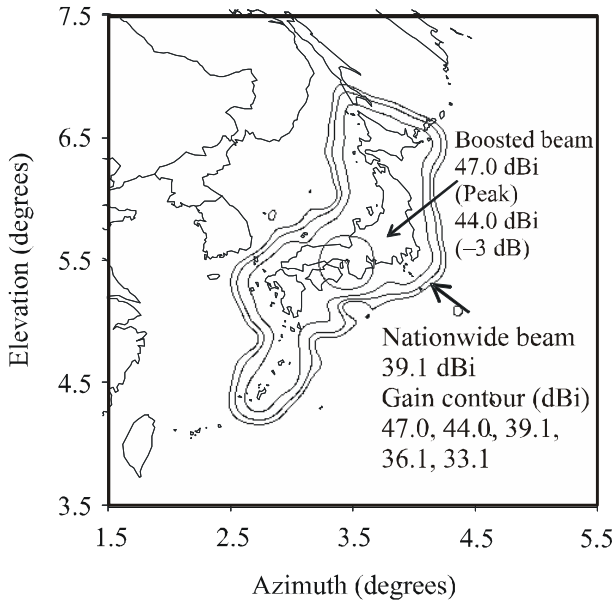 7.5
6.5
5.5
4.5
3.5
Elevation (degrees)
1.5 2.5 3.5 4.5 5.5
Azimuth (degrees)
Boosted beam
47.0 dBi
(Peak)
44.0 dBi
(–3 dB)
Nationwide beam
39.1 dBi
Gain contour (dBi)
47.0, 44.0, 39.1,
36.1, 33.1